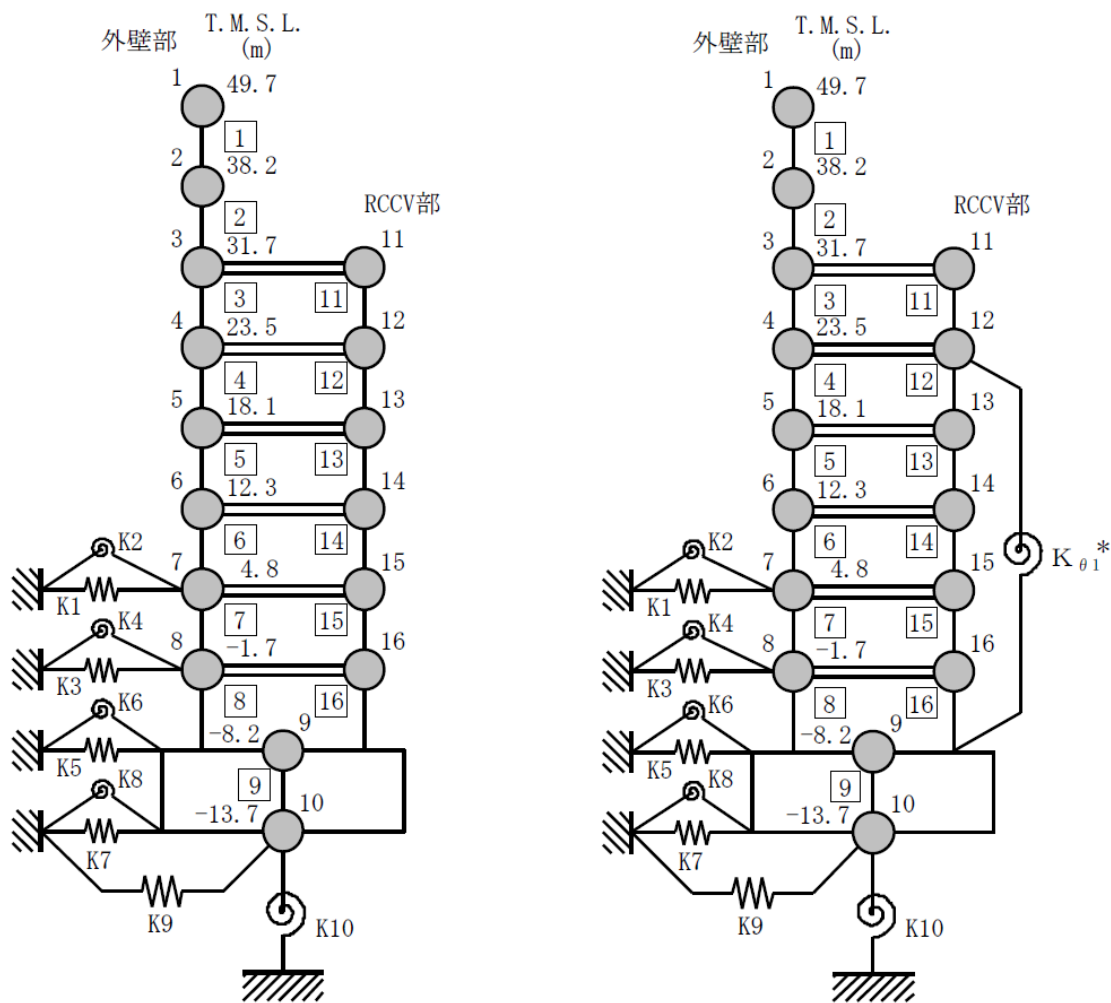 外壁部
T.M.S.L.
(m)
1
49.7
1
2
38.2
2
RCCV部
3
31.7
11
3
11
4
23.5
12
4
12
5
18.1
13
5
13
6
12.3
14
6
14
K2
7
4.8
15
K1
7
15
K4
8
-1.7
16
K3
8
16
K6
-8.2
9
K5
K8
9
-13.7
10
K7
K9
K10
外壁部
T.M.S.L.
(m)
1
49.7
1
2
38.2
2
RCCV部
3
31.7
11
3
11
4
23.5
12
4
12
5
18.1
13
5
13
6
12.3
14
6
14
K2
7
4.8
15
Kθ1*
K1
7
15
K4
8
-1.7
16
K3
8
16
K6
-8.2
9
K5
K8
9
-13.7
10
K7
K9
K10